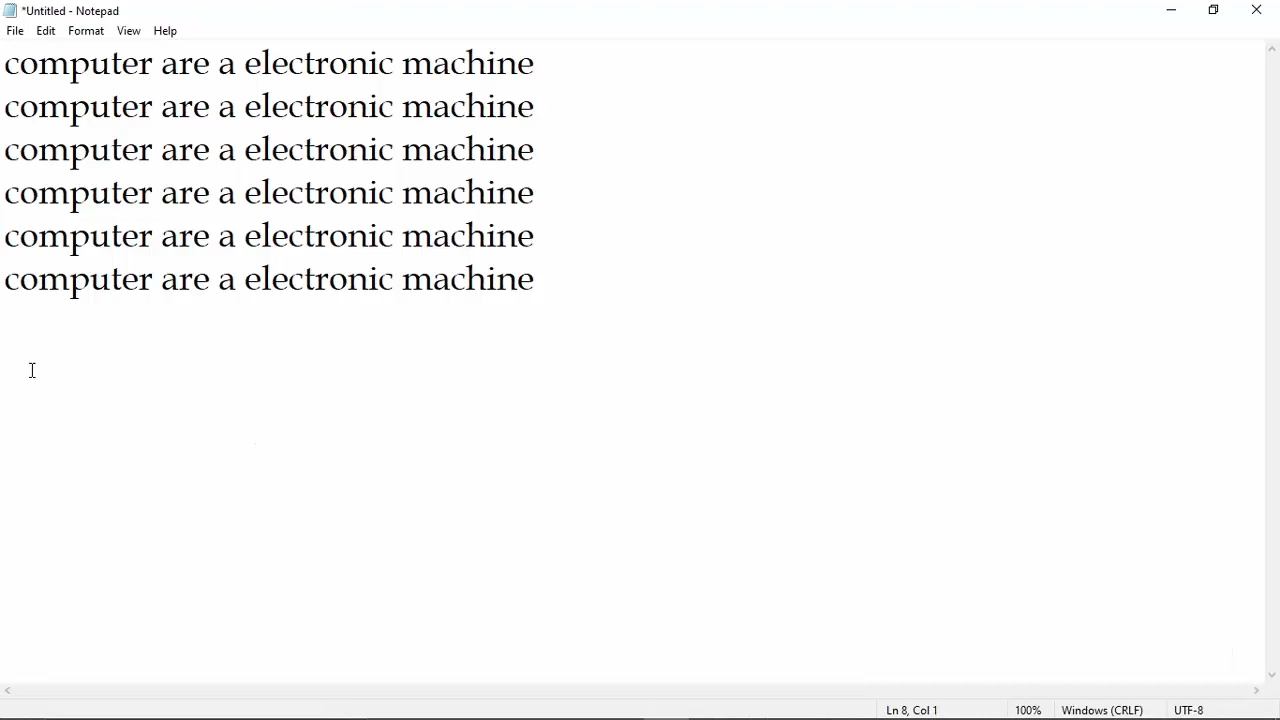 *Untitled - Notepad
File Edit Format View Help
computer are a electronic machine
computer are a electronic machine
computer are a electronic machine
computer are a electronic machine
computer are a electronic machine
computer are a electronic machine
Ln 8, Col 1 100% Windows (CRLF) UTF-8